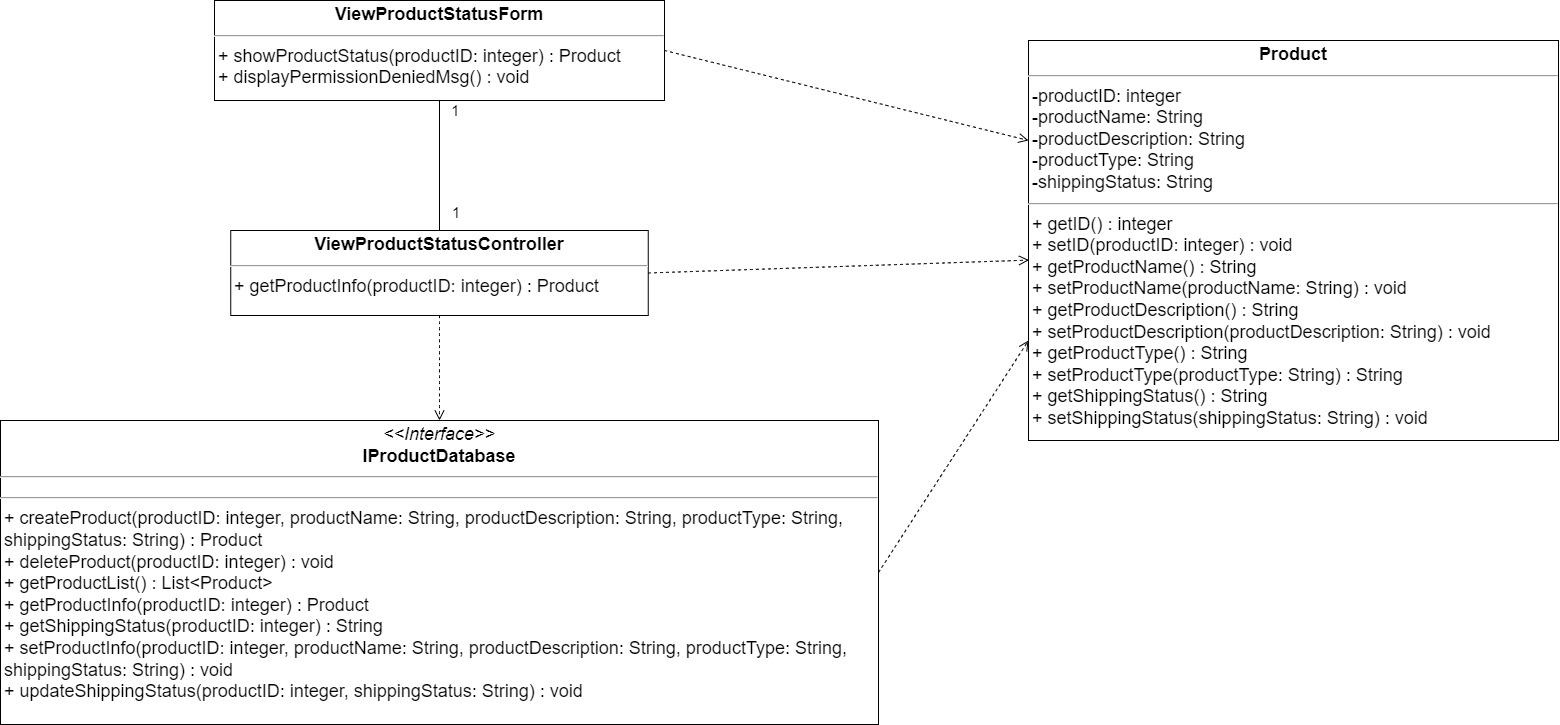 ViewProductStatusForm
+ showProductStatus(productID: integer) : Product
+ displayPermissionDeniedMsg() : void
1
1
ViewProductStatusController
+ getProductInfo(productID: integer) : Product
<<Interface>>
IProductDatabase
+ createProduct(productID: integer, productName: String, productDescription: String, productType: String,
shippingStatus: String) : Product
+ deleteProduct(productID: integer) : void
+ getProductList() : List<Product>
+ getProductInfo(productID: integer) : Product
+ getShippingStatus(productID: integer) : String
+ setProductInfo(productID: integer, productName: String, productDescription: String, productType: String,
shippingStatus: String) : void
+ updateShippingStatus(productID: integer, shippingStatus: String) : void
Product
-productID: integer
-productName: String
-productDescription: String
-productType: String
-shippingStatus: String
+ getID() : integer
+ setID(productID: integer) : void
+ getProductName() : String
+ setProductName(productName: String) : void
+ getProductDescription() : String
+ setProductDescription(productDescription: String) : void
+ getProductType() : String
+ setProductType(productType: String) : String
+ getShippingStatus() : String
+ setShippingStatus(shippingStatus: String) : void